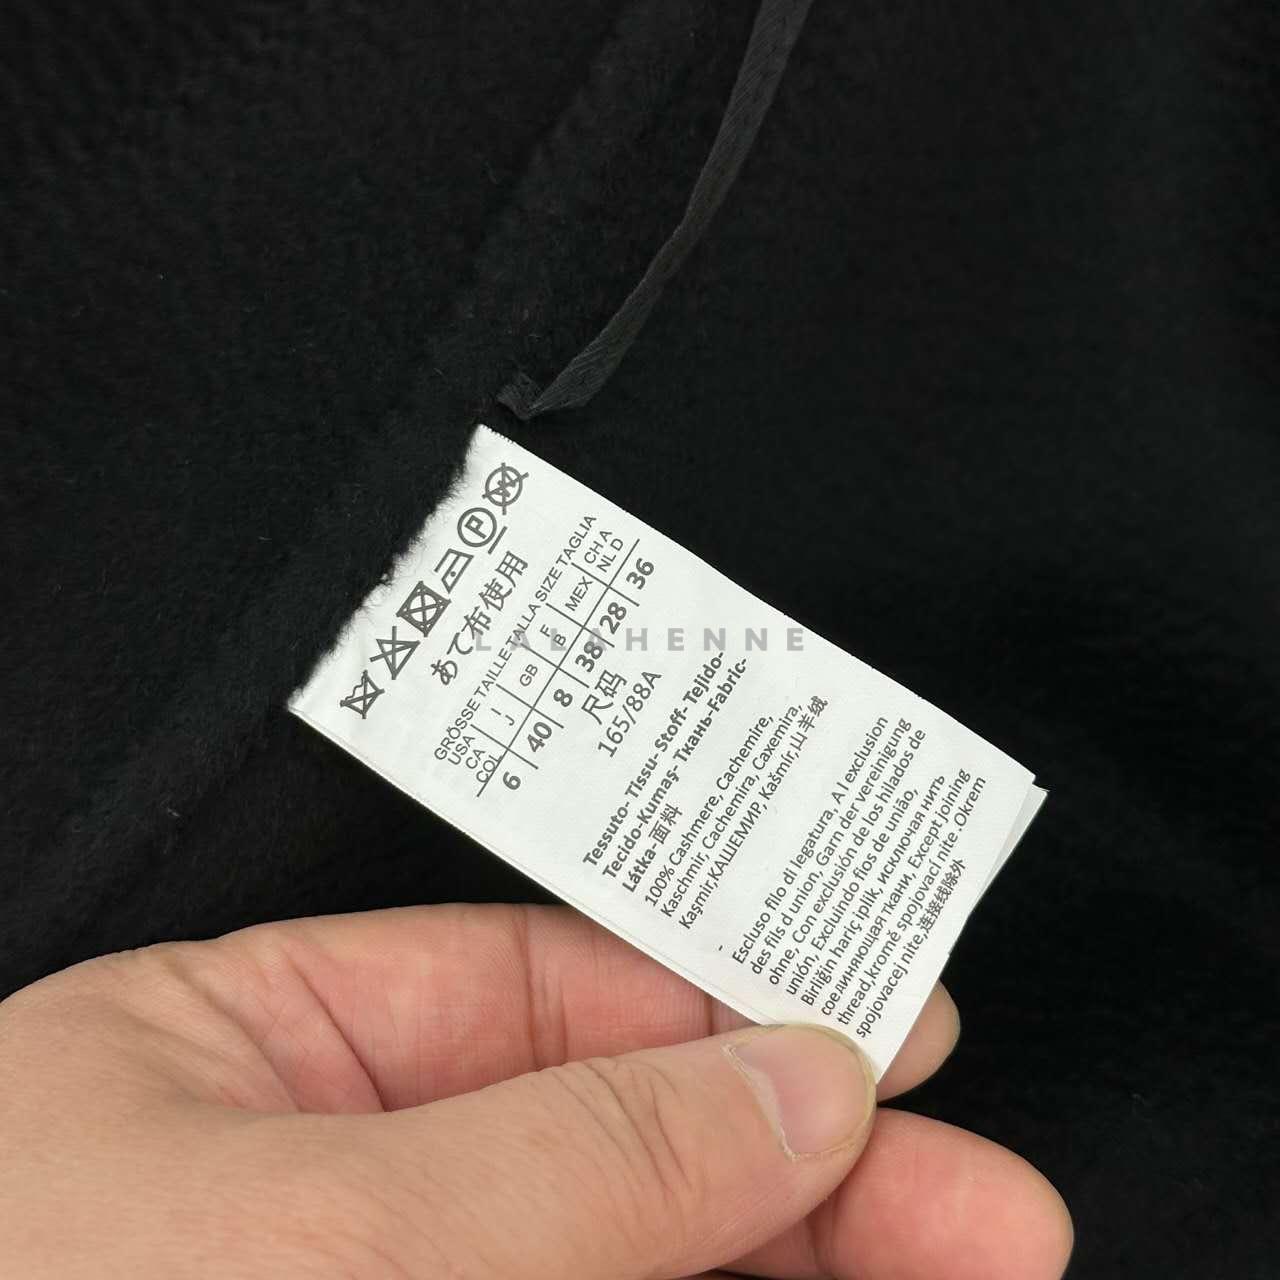 あて布使用
GRÖSSE TAILLE TALLA SIZE TAGLIA
USA CA COL | I J | GB | F B | MEX | CH A NL D
6 | 40 | 8 | 38 | 28 | 36
尺码
165/88A
LALAHENNE
Tessuto- Tissu- Stoff- Tejido-
Tecido-Kumaş- Ткань-Fabric-
Látka-面料
100% Cashmere, Cachemire,
Kaschmir, Cachemira, Caxemira,
Kaşmir,КАШЕМИР, Kašmir,山羊绒
Escluso filo di legatura, A l exclusion
des fils d union, Garn der vereinigung
ohne, Con exclusión de los hilados de
unión, Excluindo fios de união,
Birliğin hariç iplik, исключая нить
соединяющая ткани, Except joining
thread,kromé spojovací nite .Okrem
spojovacej nite,连接线除外